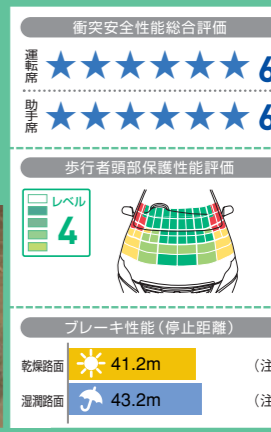 衝突安全性能総合評価
運転席 ★★★★★★ 6
助手席 ★★★★★★ 6
歩行者頭部保護性能評価
レベル
4
ブレーキ性能(停止距離)
乾燥路面 41.2m (注
湿潤路面 43.2m (注